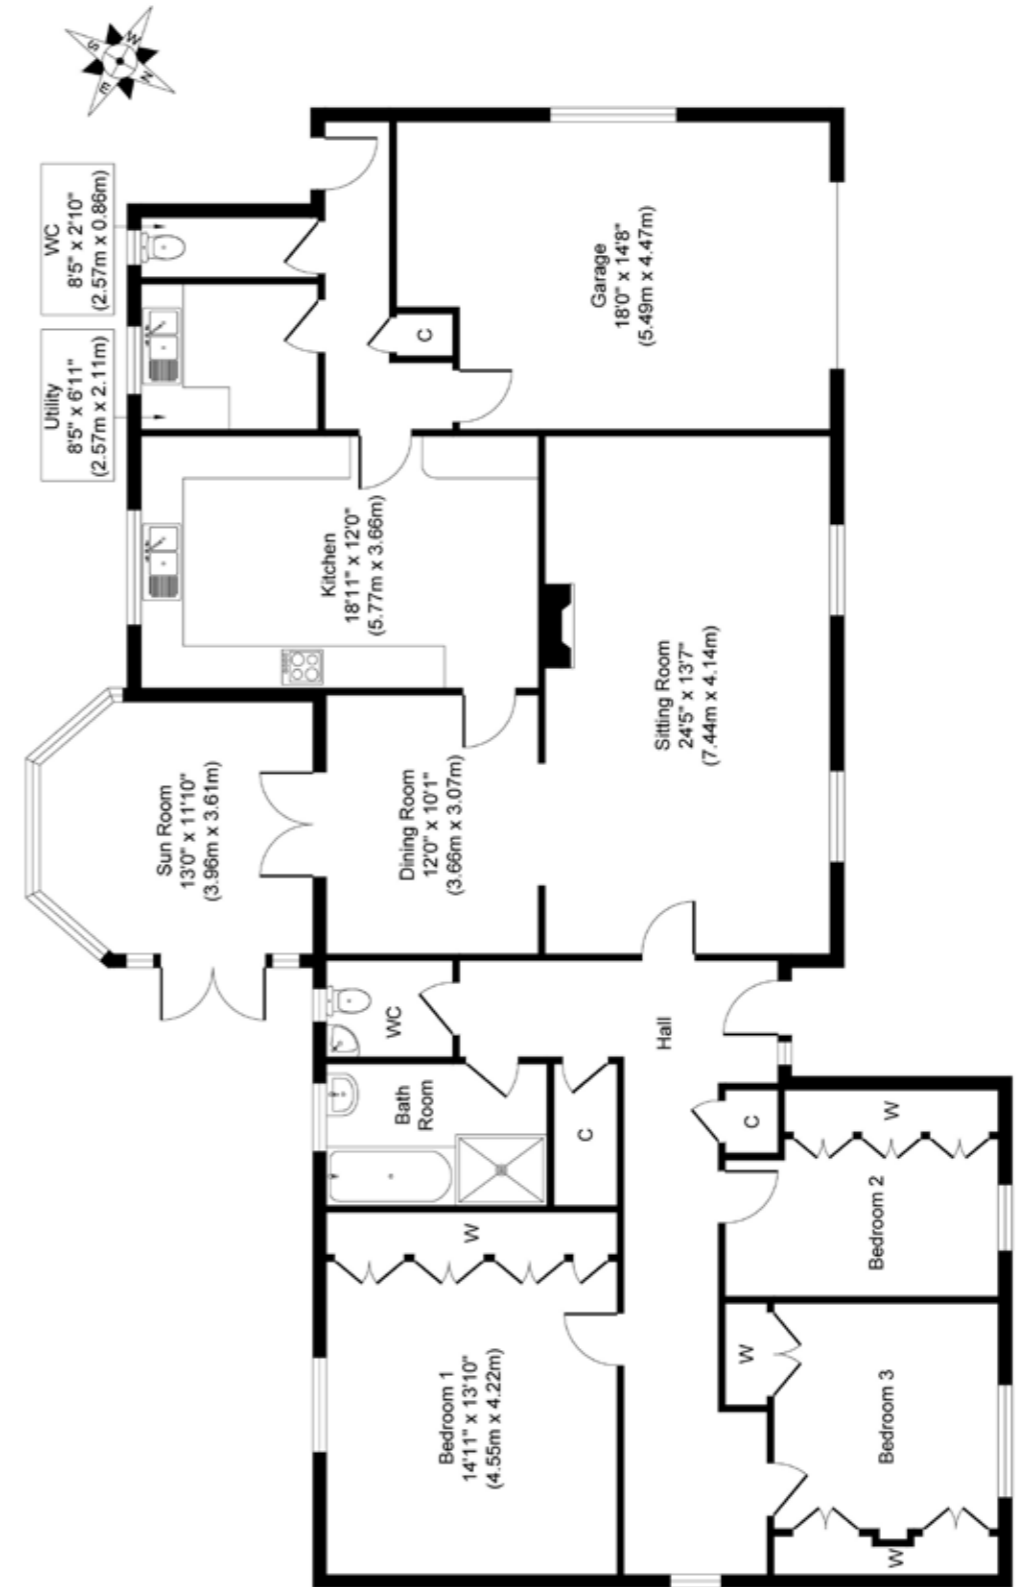 S
W
N
E
WC
8'5" x 2'10"
(2.57m x 0.86m)
Utility
8'5" x 6'11"
(2.57m x 2.11m)
Garage
18'0" x 14'8"
(5.49m x 4.47m)
C
Kitchen
18'11" x 12'0"
(5.77m x 3.66m)
Sitting Room
24'5" x 13'7"
(7.44m x 4.14m)
Sun Room
13'0" x 11'10"
(3.96m x 3.61m)
Dining Room
12'0" x 10'1"
(3.66m x 3.07m)
WC
Hall
Bath
Room
C
C
W
Bedroom 2
W
Bedroom 1
14'11" x 13'10"
(4.55m x 4.22m)
W
Bedroom 3
W